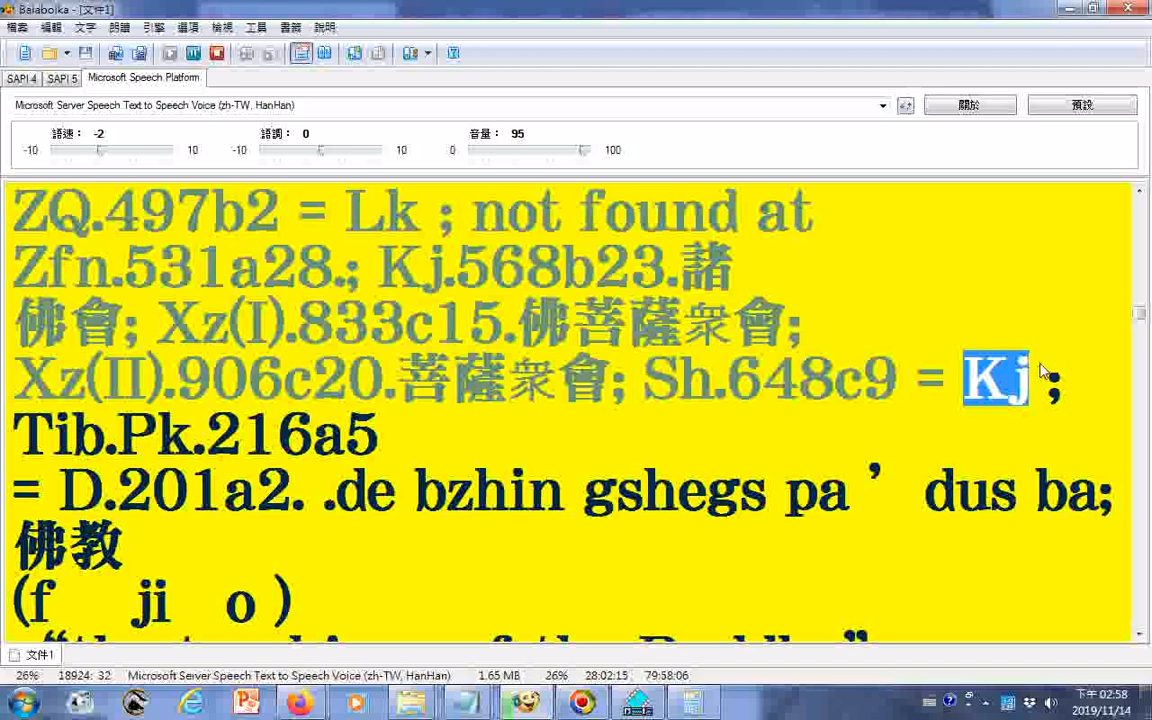 Balabolka - [文件1]
檔案 編輯 文字 朗讀 引擎 選項 檢視 工具 書籤 說明
SAPI 4 SAPI 5 Microsoft Speech Platform
Microsoft Server Speech Text to Speech Voice (zh-TW, HanHan)
關於 預設
語速： -2 語調： 0 音量： 95
-10 10 -10 10 0 100
ZQ.497b2 = Lk ; not found at
Zfn.531a28.; Kj.568b23.諸
佛會; Xz(I).833c15.佛菩薩衆會;
Xz(II).906c20.菩薩衆會; Sh.648c9 = Kj ;
Tib.Pk.216a5
= D.201a2. .de bzhin gshegs pa ’ dus ba;
佛教
(f ji o )
文件1
26% 18924: 32 Microsoft Server Speech Text to Speech Voice (zh-TW, HanHan) 1.65 MB 26% 28:02:15 79:58:06
下午 02:58
2019/11/14